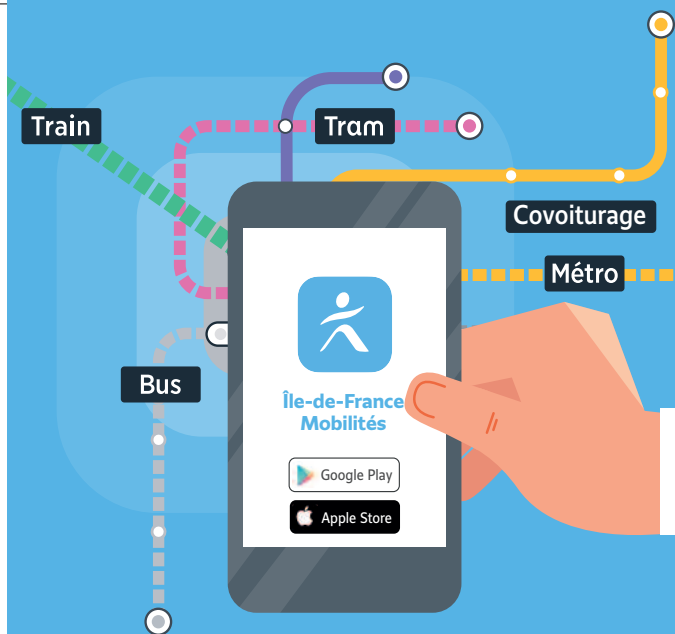 Train
Tram
Covoiturage
Métro
Bus
Île-de-France
Mobilités
Google Play
Apple Store